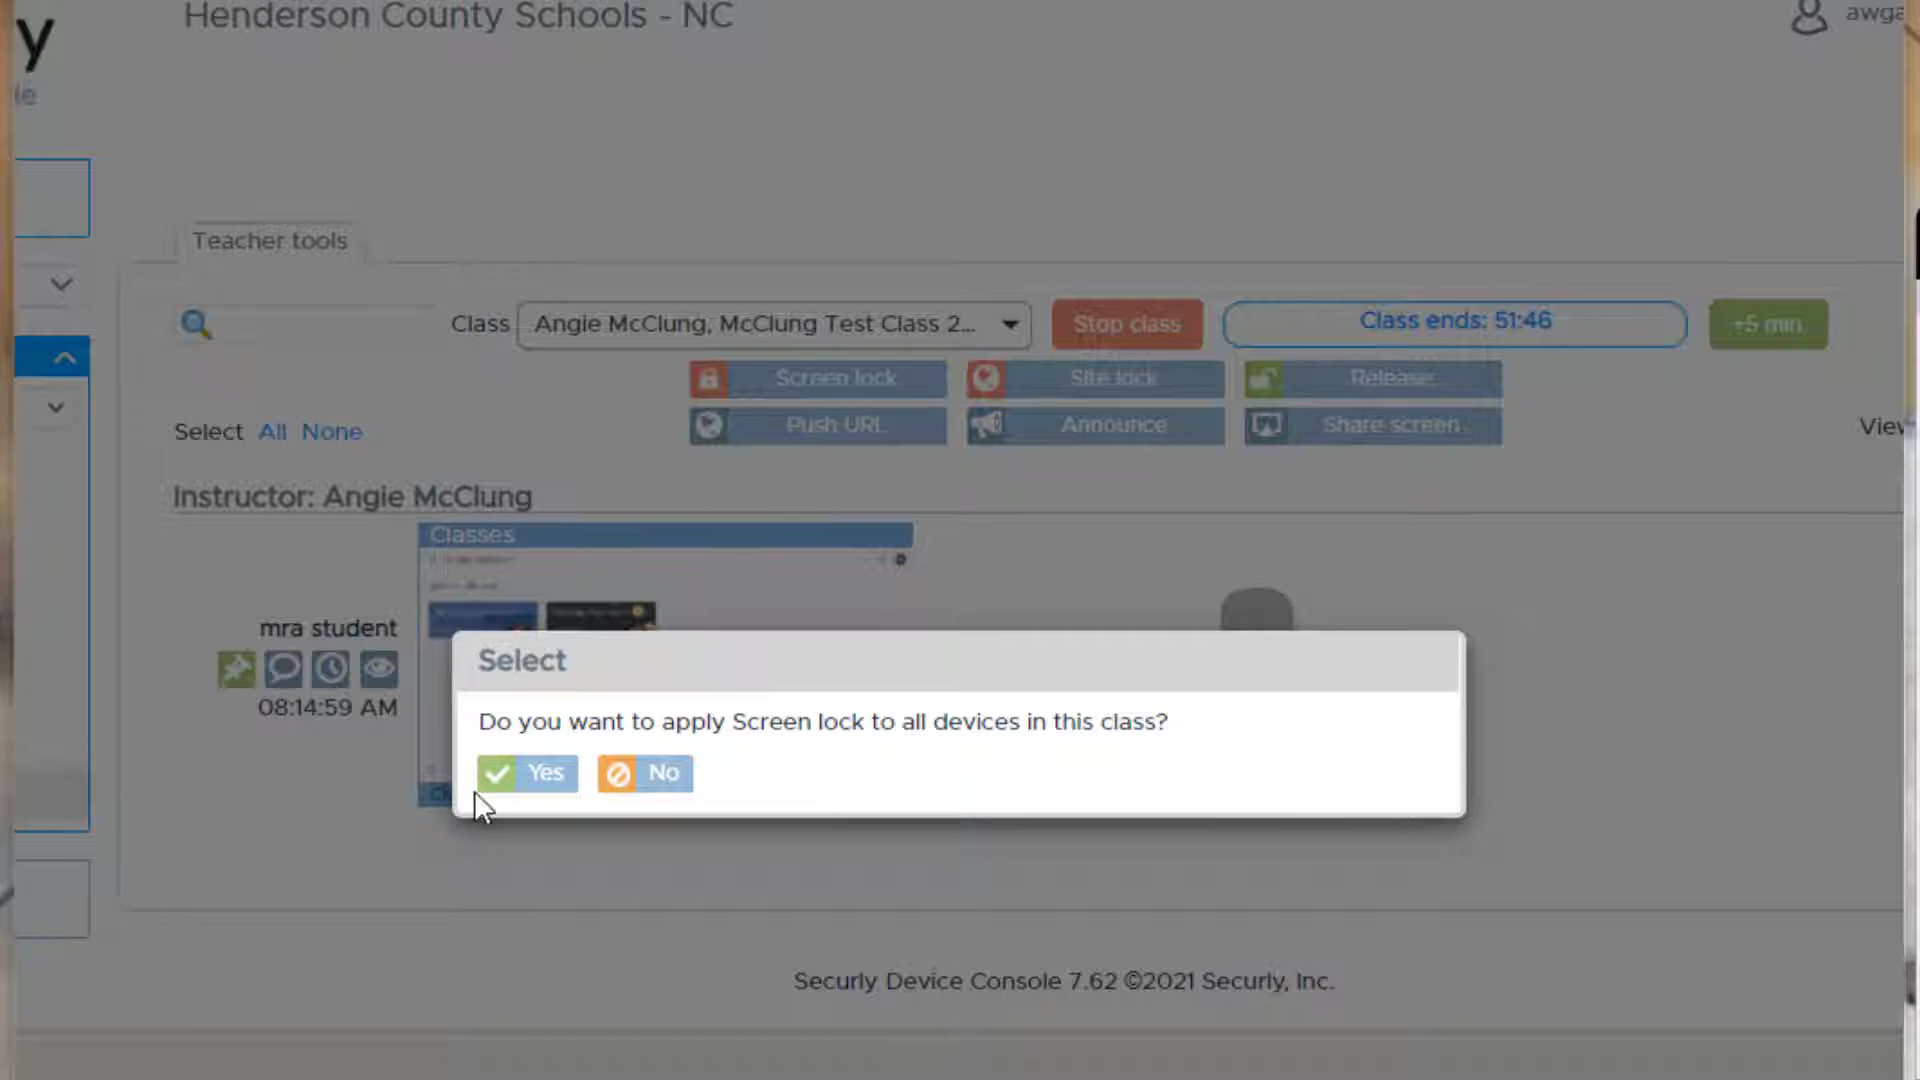 Henderson County Schools - NC
awga
y
le
Teacher tools
Class
Angie McClung, McClung Test Class 2...
Stop class
Class ends: 51:46
+5 min
Screen lock
Site lock
Release
Push URL
Announce
Share screen
Select All None
View
Instructor: Angie McClung
Classes
mra student
08:14:59 AM
Select
Do you want to apply Screen lock to all devices in this class?
Yes
No
Securly Device Console 7.62 ©2021 Securly, Inc.